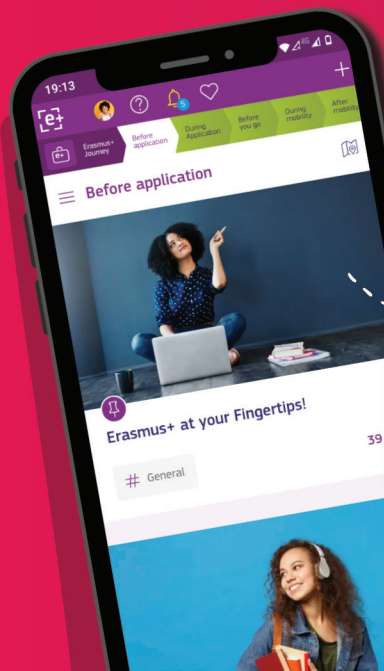 19:13
4G
e+
5
e+
Erasmus+
Journey
Before
application
During
Application
Before
you go
During
mobility
After
mobility
Before application
Erasmus+ at your Fingertips!
# General
39